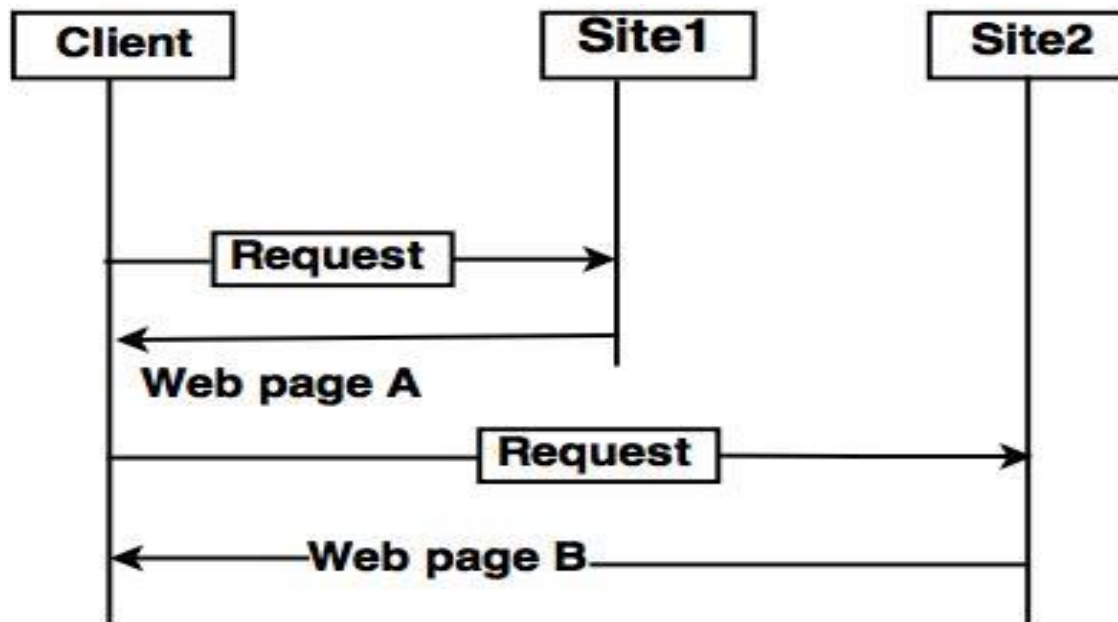 Client
Site1
Site2
Request
Web page A
Request
Web page B